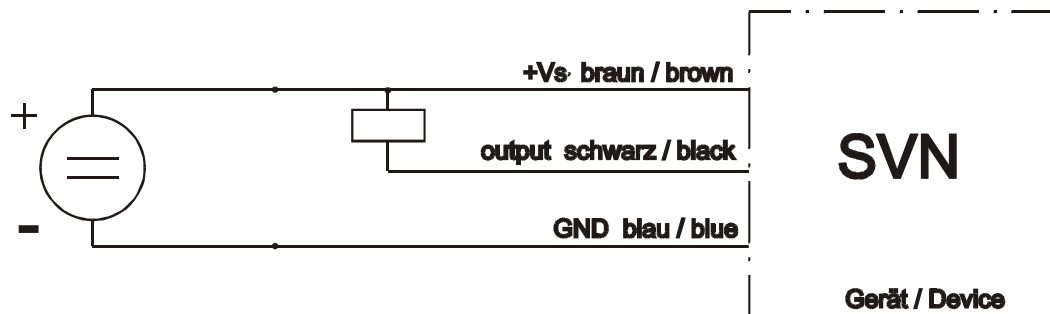 +Vs braun / brown
+
output schwarz / black
SVN
-
GND blau / blue
Gerät / Device